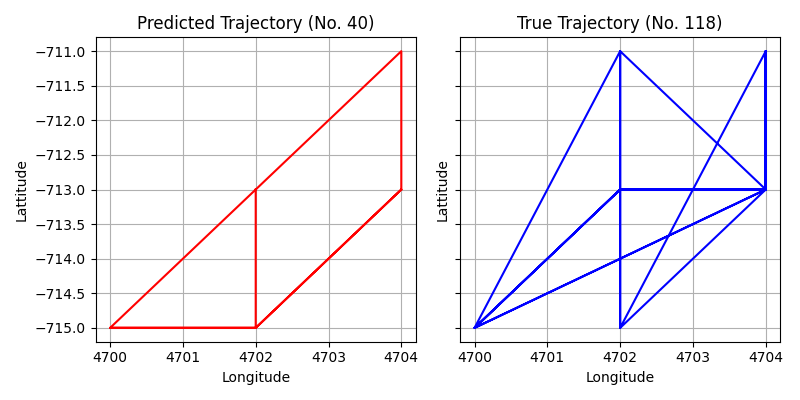 Predicted Trajectory (No. 40)
True Trajectory (No. 118)
−711.0
−711.5
−712.0
−712.5
−713.0
−713.5
−714.0
−714.5
−715.0
Lattitude
Lattitude
4700 4701 4702 4703 4704
4700 4701 4702 4703 4704
Longitude
Longitude